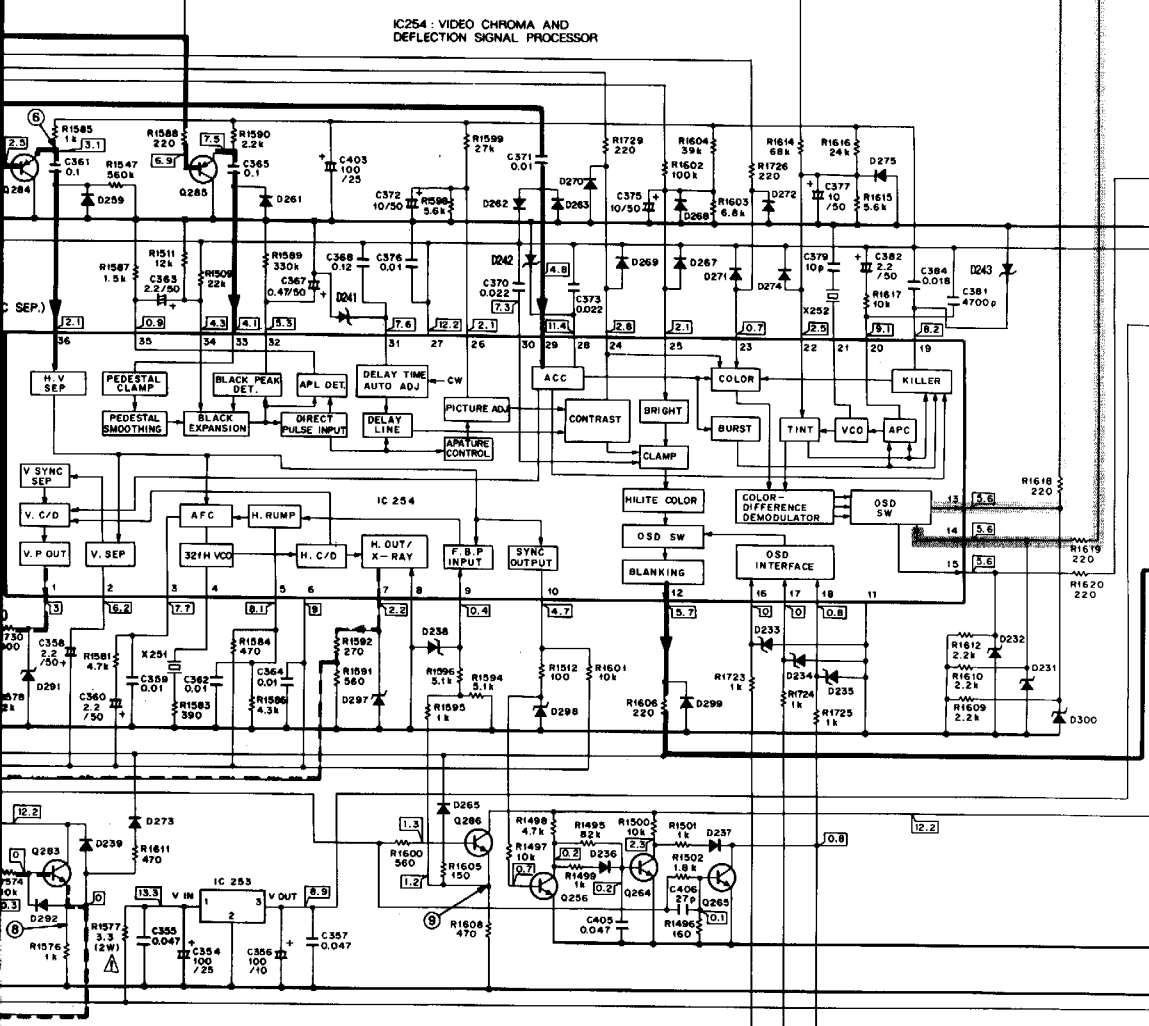 IC254 : VIDEO CHROMA AND
DEFLECTION SIGNAL PROCESSOR
6
2.5
R1585
1k
3.1
C361
0.1
R1547
560k
Q284
D259
R1588
220
6.9
7.5
R1590
2.2k
C365
0.1
Q285
D261
C403
100
/25
R1599
27k
C372
10/50
R1598
5.6k
C371
0.01
D262
D270
D263
R1729
220
C375
10/50
R1604
39k
R1602
100k
R1603
6.8k
D268
R1726
220
D272
R1614
68k
R1616
24k
D275
C377
10
/50
R1615
5.6k
R1587
1.5k
R1511
12k
C363
2.2/50
R1509
22k
R1589
330k
C367
0.47/50
C368
0.12
D241
C376
0.01
D242
4.8
C370
0.022
7.3
C373
0.022
D269
D267
D271
D274
C379
10p
X252
C382
2.2
/50
R1617
10k
C384
0.018
C381
4700p
D243
C SEP.)
2.1
0.9
4.3
4.1
5.3
7.6
12.2
2.1
11.4
2.8
2.1
0.7
2.5
9.1
8.2
36
35
34
33
32
31
27
26
30
29
28
24
25
23
22
21
20
19
H.V
SEP
PEDESTAL
CLAMP
BLACK PEAK
DET.
APL DET.
DELAY TIME
AUTO ADJ
CW
ACC
COLOR
KILLER
PEDESTAL
SMOOTHING
BLACK
EXPANSION
DIRECT
PULSE INPUT
DELAY
LINE
PICTURE ADJ
APATURE
CONTROL
CONTRAST
BRIGHT
CLAMP
BURST
TINT
VCO
APC
V SYNC
SEP
V. C/D
V. P OUT
V. SEP
AFC
H. RUMP
321H VCO
H. C/D
IC 254
H. OUT/
X-RAY
F.B.P
INPUT
SYNC
OUTPUT
HILITE COLOR
OSD SW
BLANKING
COLOR-
DIFFERENCE
DEMODULATOR
OSD
SW
OSD
INTERFACE
13
5.6
14
5.6
15
5.6
R1618
220
R1619
220
R1620
220
1
2
3
4
5
6
7
8
9
10
12
16
17
18
11
3
6.2
7.7
8.1
9
2.2
0.4
4.7
5.7
0
0
0.8
C358
2.2
/50
D291
R1581
4.7k
C360
2.2
/50
X251
C359
0.01
R1583
390
C362
0.01
R1584
470
C364
0.01
R1586
4.3k
R1592
270
R1591
560
D297
D238
R1596
5.1k
R1594
5.1k
R1595
1k
R1512
100
D298
R1601
10k
R1606
220
D299
R1723
1k
D233
D234
D235
R1724
1k
R1725
1k
R1612
2.2k
R1610
2.2k
R1609
2.2k
D232
D231
D300
12.2
0
Q283
D239
D273
R1611
470
D292
0
8
R1576
1k
R1577
3.3
(2W)
13.3
V IN
IC 253
1
2
3
V OUT
8.9
C355
0.047
C354
100
/25
C356
100
/10
C357
0.047
D265
1.3
Q286
R1600
560
1.2
R1605
150
9
R1608
470
R1498
4.7k
R1497
10k
0.7
Q256
R1495
82k
0.2
D236
R1499
1k
0.2
R1500
10k
2.3
Q264
C405
0.047
R1501
1k
D237
R1502
1.8k
C406
27p
Q265
0.1
R1496
160
0.8
12.2